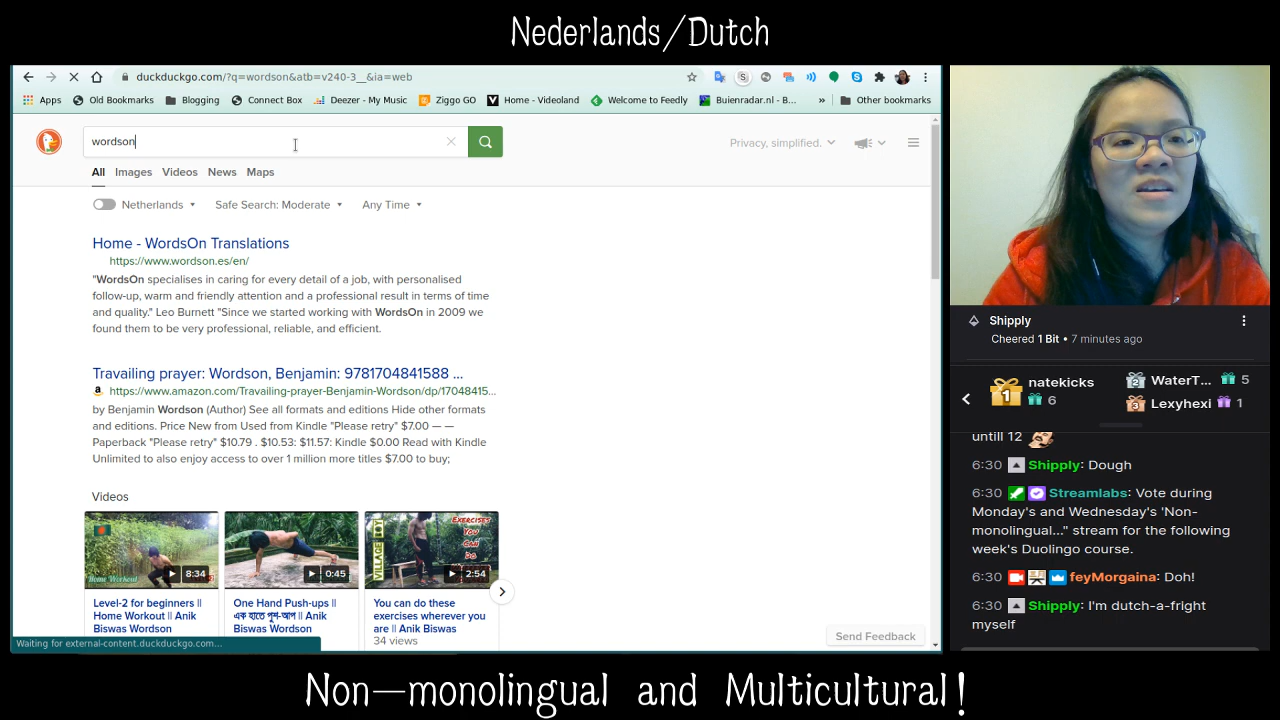 Nederlands/Dutch
duckduckgo.com/?q=wordson&atb=v240-3__&ia=web
Apps Old Bookmarks Blogging Connect Box Deezer - My Music Ziggo GO Home - Videoland Welcome to Feedly Buienradar.nl - B... » Other bookmarks
wordson
Privacy, simplified.
All Images Videos News Maps
Netherlands Safe Search: Moderate Any Time
Home - WordsOn Translations
https://www.wordson.es/en/
"WordsOn specialises in caring for every detail of a job, with personalised
follow-up, warm and friendly attention and a professional result in terms of time
and quality." Leo Burnett "Since we started working with WordsOn in 2009 we
found them to be very professional, reliable, and efficient.
Travailing prayer: Wordson, Benjamin: 9781704841588 ...
https://www.amazon.com/Travailing-prayer-Benjamin-Wordson/dp/17048415...
by Benjamin Wordson (Author) See all formats and editions Hide other formats
and editions. Price New from Used from Kindle "Please retry" $7.00 — —
Paperback "Please retry" $10.79 . $10.53: $11.57: Kindle $0.00 Read with Kindle
Unlimited to also enjoy access to over 1 million more titles $7.00 to buy;
Videos
Home Workout
8:34
0:45
VILLAGE BOY
EXERCISES
YOU
CAN
DO
2:54
Level-2 for beginners ||
Home Workout || Anik
Biswas Wordson
One Hand Push-ups ||
এক হাতে পুশ-আপ || Anik
Biswas Wordson
You can do these
exercises wherever you
are || Anik Biswas
34 views
Send Feedback
Waiting for external-content.duckduckgo.com...
Shipply
Cheered 1 Bit • 7 minutes ago
1 natekicks
6
2 WaterT... 5
3 Lexyhexi 1
untill 12
6:30 Shipply: Dough
6:30 Streamlabs: Vote during
Monday's and Wednesday's 'Non-
monolingual..." stream for the following
week's Duolingo course.
6:30 feyMorgaina: Doh!
6:30 Shipply: I'm dutch-a-fright
myself
Non-monolingual and Multicultural!